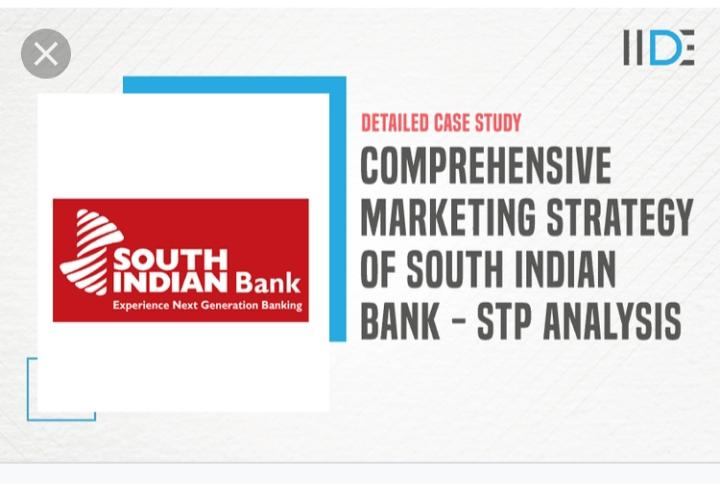 IIDE
DETAILED CASE STUDY
COMPREHENSIVE
MARKETING STRATEGY
OF SOUTH INDIAN
BANK – STP ANALYSIS
SOUTH
INDIAN Bank
Experience Next Generation Banking